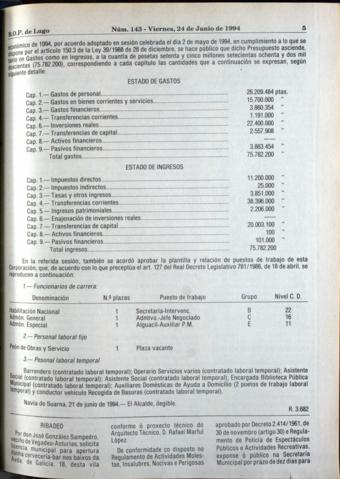 B.O.P. de Lugo Núm. 143 - Viernes, 24 de Junio de 1994 5
económico de 1994, por acuerdo adoptado en sesión celebrada el día 2 de mayo de 1994, en cumplimiento a lo que se
dispone por el artículo 150.3 de la Ley 39/1988 de 28 de diciembre, se hace público que dicho Presupuesto asciende,
tanto en Gastos como en Ingresos, a la cuantía de pesetas setenta y cinco millones setecientas ochenta y dos mil
doscientas (75.782.200), correspondiendo a cada capítulo las cantidades que a continuación se expresan, según
siguiente detalle:
ESTADO DE GASTOS
Cap. 1.— Gastos de personal 26.209.484 ptas.
Cap. 2.— Gastos en bienes corrientes y servicios 15.700.000 "
Cap. 3.— Gastos financieros 3.860.354 "
Cap. 4.— Transferencias corrientes 1.191.000 "
Cap. 6.— Inversiones reales 22.400.000 "
Cap. 7.— Transferencias de capital 2.557.908 "
Cap. 8.— Activos financieros ——
Cap. 9.— Pasivos financieros 3.863.454 "
Total gastos 75.782.200 "
ESTADO DE INGRESOS
Cap. 1.— Impuestos directos 11.200.000 "
Cap. 2.— Impuestos indirectos 25.000 "
Cap. 3.— Tasas y otros ingresos 3.851.000 "
Cap. 4.— Transferencias corrientes 38.396.000 "
Cap. 5.— Ingresos patrimoniales 2.206.000 "
Cap. 6.— Enajenación de inversiones reales ——
Cap. 7.— Transferencias de capital 20.003.100 "
Cap. 8.— Activos financieros 100 "
Cap. 9.— Pasivos financieros 101.000 "
Total ingresos 75.782.200
En la referida sesión, también se acordó aprobar la plantilla y relación de puestos de trabajo de esta
Corporación, que, de acuerdo con lo que preceptúa el art. 127 del Real Decreto Legislativo 781/1986, de 18 de abril, se
reproducen a continuación:
1.— Funcionarios de carrera:
Denominación N.º plazas Puesto de trabajo Grupo Nivel C. D.
Habilitación Nacional 1 Secretaría-Intervenc. B 22
Admón. General 1 Admitvo.-Jefe Negociado C 16
Admón. Especial 1 Alguacil-Auxiliar P.M. E 11
2.— Personal laboral fijo
Peón de Obras y Servicio 1 Plaza vacante
3.— Pesonal laboral temporal
Barrendero (contratado laboral temporal); Operario Servicios varios (contratado laboral temporal); Asistente
Social (contratado laboral temporal); Asistente Social (contratado laboral temporal); Encargada Biblioteca Pública
Municipal (contratado laboral temporal); Auxiliares Domésticas de Ayuda a Domicilio (2 puestos de trabajo laboral
temporal) y conductor vehículo Recogida de Basuras (contratado laboral temporal).
Navia de Suarna, 21 de junio de 1994.— El Alcalde, ilegible.
R. 3.682
RIBADEO
Por don José González Sampedro,
vecino de Vegadeo-Asturias, solicita
licencia municipal para apertura
cervecería-bar nos baixos da
Avda. de Galicia, 18, desta vila
conforme ó proxecto técnico do
Arquitecto Técnico, D. Rafael Marful
López.
De conformidade co disposto no
Regulamento de Actividades Moles-
tas, Insalubres, Nocivas e Perigosas
aprobado por Decreto 2.414/1961, de
30 de novembro (artigo 30) e Regula-
mento de Policía de Espectáculos
Públicos e Actividades Recreativas,
expónse ó público na Secretaría
Municipal por prazo de dez días para